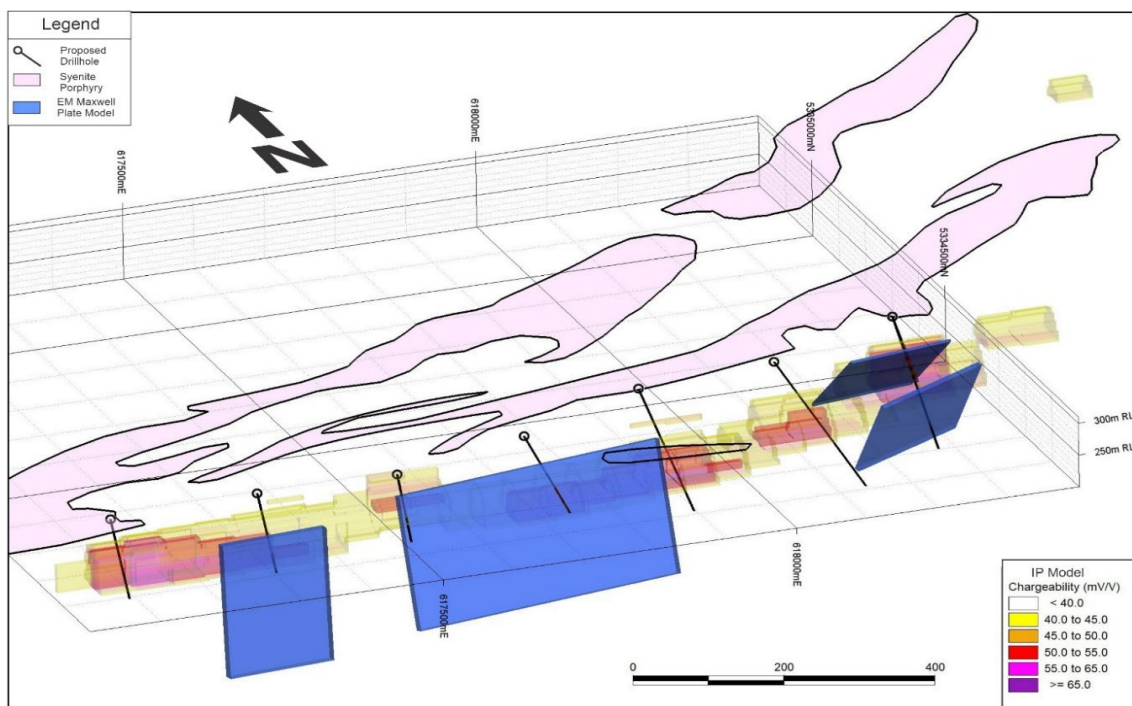 Legend
Proposed
Drillhole
Syenite
Porphyry
EM Maxwell
Plate Model
N
617500mE
618000mE
5335000mN
5334500mN
300m RL
250m RL
617500mE
618000mE
0
200
400
IP Model
Chargeability (mV/V)
< 40.0
40.0 to 45.0
45.0 to 50.0
50.0 to 55.0
55.0 to 65.0
>= 65.0